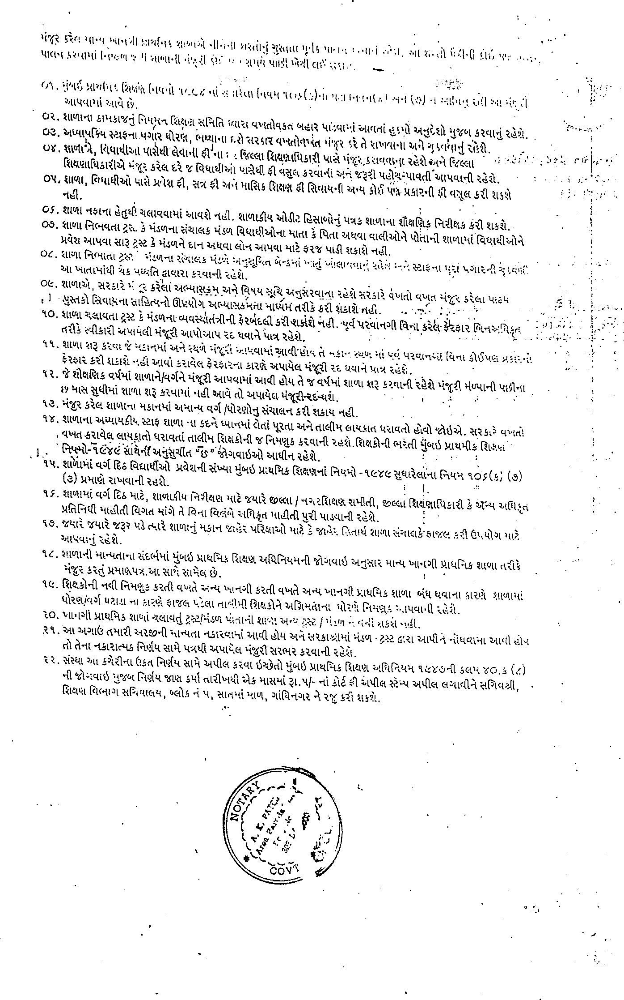 મંજૂર કરેલ માન્ય ખાનગી પ્રાથમિક શાળાએ નીચેની શરતોનું ચુસ્તતા પૂર્વક પાલન કરવાનું રહેશે. આ શરતો પૈકીની કોઈ પણ
પાલન કરવામાં નિષ્ફળ જતી શાળાની મંજૂરી કોઈ પણ સમયે પાછી ખેંચી લઈ શકાશે.
૦૧. મુંબઈ પ્રાથમિક શિક્ષણ નિયમો નાં સુધારેલા નિયમ અને (૭) ને આધિન રહી આ મંજૂરી
આપવામાં આવે છે.
૦૨. શાળાના કામકાજનું નિયમન શિક્ષણ સમિતિ ધ્વારા વખતોવકત બહાર પાડવામાં આવતાં હુકમો અનુદેશો મુજબ કરવાનું રહેશે.
૦૩. અધ્યાપકિય સ્ટાફના પગાર ધોરણ, ભથ્થાના દરો સરકાર વખતોવખત મંજૂર કરે તે રાખવાના અને ચૂકવવાનું રહેશે.
૦૪. શાળાએ, વિધાથીઓ પાસેથી લેવાની ફી ના દર જિલ્લા શિક્ષણાધિકારી પાસે મંજૂર કરાવવાના રહેશે અને જિલ્લા
શિક્ષણાધિકારીએ મંજૂર કરેલ દરે જ વિધાથીઓ પાસેથી ફી વસુલ કરવાની અને જરૂરી પહોંચ-પાવતી આપવાની રહેશે.
૦૫. શાળા, વિધાથીઓ પાસે પ્રવેશ ફી, સત્ર ફી અને માસિક શિક્ષણ ફી સિવાયની અન્ય કોઈ પણ પ્રકારની ફી વસૂલ કરી શકશે
નહી.
૦૬. શાળા નફાના હેતુથી ચલાવવામાં આવશે નહી. શાળાકીય ઓડીટ હિસાબોનું પત્રક શાળાના શૌક્ષણિક નિરીક્ષક કરી શકશે.
૦૭. શાળા નિભવતા ટ્રસ્ટ કે મંડળના સંચાલક મંડળ વિધાથીઓના માતા કે પિતા અથવા વાલીઓને પોતાની શાળામાં વિધાથીઓને
પ્રવેશ આપવા સારૂ ટ્રસ્ટ કે મંડળને દાન અથવા લોન આપવા માટે ફરજ પાડી શકાશે નહી.
૦૮. શાળા નિભાતા ટ્રસ્ટ મંડળના સંચાલક મંડળે અનુસૂચિત બેન્કમાં ખાતું ખોલાવવાનું રહેશે અને સ્ટાફના પૂરા પગારની ચૂકવણી
આ ખાતામાંથી ચેક પધ્ધતિ દ્વાવારા કરવાની રહેશે.
૦૯. શાળાએ, સરકારે મંજૂર કરેલાં અભ્યાસક્રમ અને વિષય સૂચિ અનુસરવાના રહેશે સરકારે વખતો વખત મંજુર કરેલા પાઠય
પુસ્તકો સિવાયના સાહિત્યનો ઊપયોગ અભ્યાસક્રમના માધ્યમ તરીકે કરી શકાશે નહી.
૧૦. શાળા ચલાવતા ટ્રસ્ટ કે મંડળના વ્યવસ્થાતંત્રીની ફેરબદલી કરી શકાશે નહી. પૂર્વ પરવાનગી વિના કરેલ ફેરફાર બિનઅધિકૃત
તરીકે સ્વીકારી અપાયેલી મંજૂરી આપોઆપ રદ થવાને પાત્ર રહેશે.
૧૧. શાળા શરૂ કરવા જે મકાનમાં અને સ્થળે મંજૂરી આપવામાં આવી હોય તે મકાન સ્થળ માં પર્વ પરવાનગી વિના કોઈપણ પ્રકારનો
ફેરફાર કરી શકાશે નહી આવાં કરાવેલ ફેરફારના કારણે અપાયેલ મંજૂરી રદ થવાને પાત્ર રહેશે.
૧૨. જે શૌક્ષણિક વર્ષમાં શાળાને/વર્ગને મંજૂરી આપવામાં આવી હોય તે જ વર્ષમાં શાળા શરૂ કરવાની રહેશે મંજૂરી મળ્યાની પાછીના
છ માસ સુધીમાં શાળા શરૂ કરવામાં નહી આવે તો અપાયેલ મંજૂરી રદ થશે.
૧૩. મંજુર કરેલ શાળાના મકાનમાં અમાન્ય વર્ગ /ધોરણોનુ સંચાલન કરી શકાય નહી.
૧૪. શાળાના અધ્યાયકીય સ્ટાફ શાળા ના કદને ધ્યાનમાં લેતાં પૂરતા અને તાલીમ લાયકાત ધરાવતો હોવો જોઇએ. સરકારે વખતો
વખત કરાવેલ લાયકાતો ધરાવતાં તાલીમ શિક્ષકોની જ નિમણુક કરવાની રહશે.શિક્ષકોની ભરતી મુંબઇ પ્રાથમીક શિક્ષણ
નિયમો-૧૯૪૯ સાથેની અનુસુચીત "છ" જોગવાઇઓ આધીન રહેશે.
૧૫. શાળામાં વર્ગ દિઠ વિદ્યાર્થીઓ પ્રવેશની સંખ્યા મુંબઇ પ્રાથમિક શિક્ષણનાં નિયમો -૧૯૪૯ સુધારેલાના નિયમ ૧૦૬(ક) (૭)
(૩) પ્રમાણે રાખવાની રહશે.
૧૬. શાળામાં વર્ગ દિઠ માટે, શાળાકીય નિરીક્ષણ માટે જયારે જીલ્લા / નગરશિક્ષણ સમીતી, જીલ્લા શિક્ષણાધિકારી કે અન્ય અધિકૃત
પ્રતિનિધી માહીતી વિગત માંગે તે વિના વિલંબે અધિકૃત માહીતી પુરી પાડવાની રહેશે.
૧૭. જયારે જયારે જરૂર પડે ત્યારે શાળાનું મકાન જાહેર પરિક્ષાઓ માટે કે જાહેર હિતાર્થ શાળા સંચાલકે ફાજલ કરી ઉપયોગ માટે
આપવાનું રહેશે.
૧૮. શાળાની માન્યતાના સંદર્ભમાં મુંબઇ પ્રાથમિક શિક્ષણ અધિનિયમની જોગવાઇ અનુસાર માન્ય ખાનગી પ્રાથમિક શાળા તરીકે
મંજુર કરતું પ્રમાણપત્ર.આ સાથે સામેલ છે.
૧૯. શિક્ષકોની નવી નિમણુક કરતી વખતે અન્ય ખાનગી કરતી વખતે અન્ય ખાનગી પ્રાથમિક શાળા બંધ થવાના કારણે શાળામાં
ધોરણ/વર્ગ ઘટાડા ના કારણે ફાજલ પડેલા તાલીમી શિક્ષકોને અગ્રિમતાના ધોરણે નિમણુક આપવાની રહેશે.
૨૦. ખાનગી પ્રાથમિક શાળાં ચલાવતું ટ્રસ્ટ/મંડળ પોતાની શાળા અન્ય ટ્રસ્ટ / મંડળ ને વેચી શકશે નહી.
૨૧. આ અગાઉ તમારી અરજીની માન્યતા નકારવામાં આવી હોય અને સરકાશ્રીમાં મંડળ - ટ્રસ્ટ દ્વારા આપીને નોંધવામા આવી હોય
તો તેના નકારાત્મક નિર્ણય સામે પત્રથી અપાયેલ મંજુરી સરભર કરવાની રહેશે.
૨૨. સંસ્થા આ કચેરીના ઉકત નિર્ણય સામે અપીલ કરવા ઇચ્છેતો મુંબઇ પ્રાથમિક શિક્ષણ અધિનિયમ ૧૯૪૭ની કલમ ૪૦.ક (૮)
ની જોગવાઇ મુજબ નિર્ણય જાણ કર્યા તારીખથી એક માસમાં રૂા.૫/- નાં કોર્ટ ફી અપીલ સ્ટેમ્પ અપીલ લગાવીને સચિવશ્રી,
શિક્ષણ વિભાગ સચિવાલય, બ્લોક નં ૫, સાતમાં માળ, ગાંધિનગર ને રજુ કરી શકશે.
NOTARY
A. K. PATEL
Area
GOVT